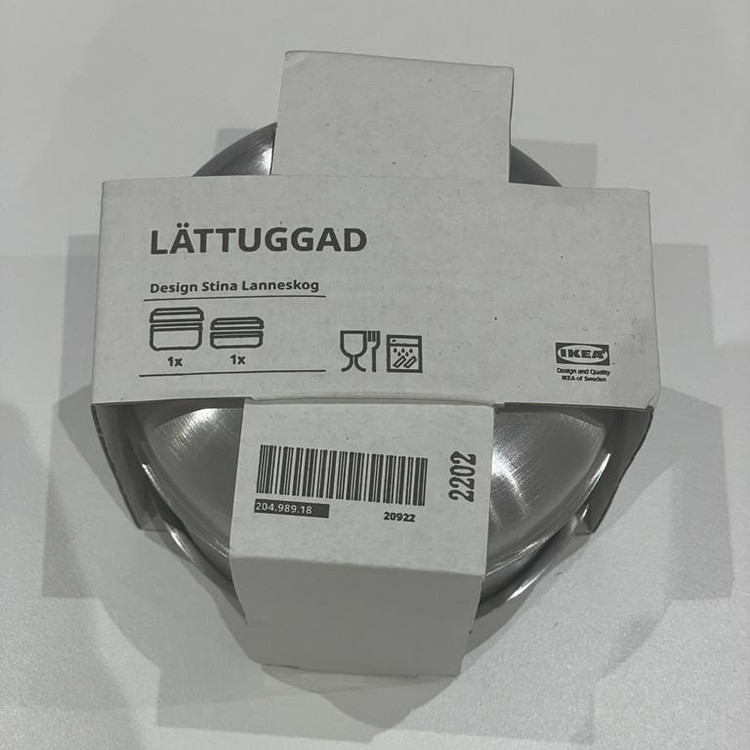 LÄTTUGGAD
Design Stina Lanneskog
1x 1x
IKEA
Design and Quality
IKEA of Sweden
2202
204.989.18
20922